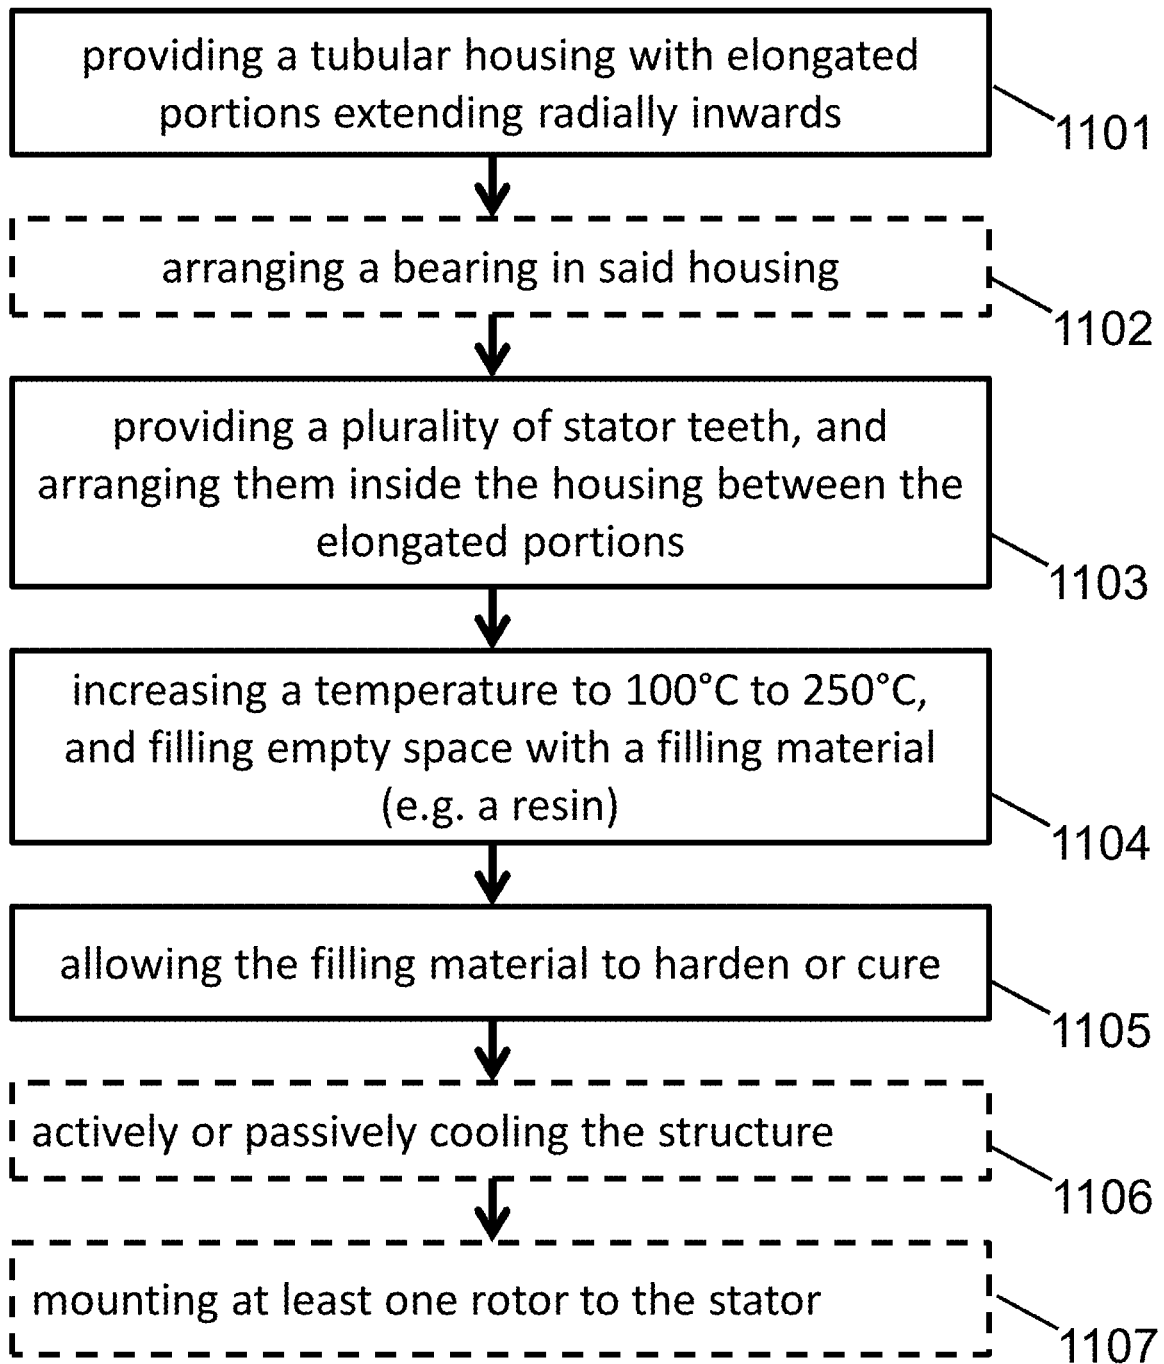 providing a tubular housing with elongated
portions extending radially inwards
1101
arranging a bearing in said housing
1102
providing a plurality of stator teeth, and
arranging them inside the housing between the
elongated portions
1103
increasing a temperature to 100°C to 250°C,
and filling empty space with a filling material
(e.g. a resin)
1104
allowing the filling material to harden or cure
1105
actively or passively cooling the structure
1106
mounting at least one rotor to the stator
1107